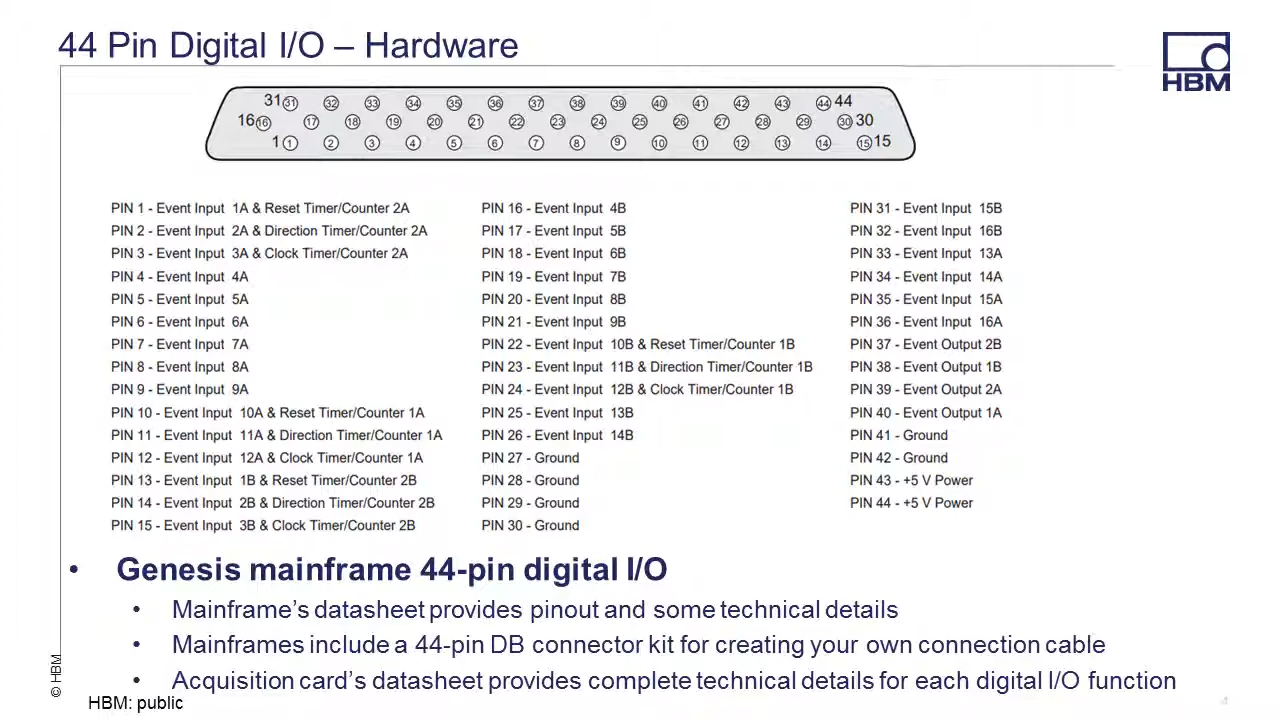 44 Pin Digital I/O – Hardware
HBM
31 31 32 33 34 35 36 37 38 39 40 41 42 43 44 44
16 16 17 18 19 20 21 22 23 24 25 26 27 28 29 30 30
1 1 2 3 4 5 6 7 8 9 10 11 12 13 14 15 15
PIN 1 - Event Input 1A & Reset Timer/Counter 2A
PIN 2 - Event Input 2A & Direction Timer/Counter 2A
PIN 3 - Event Input 3A & Clock Timer/Counter 2A
PIN 4 - Event Input 4A
PIN 5 - Event Input 5A
PIN 6 - Event Input 6A
PIN 7 - Event Input 7A
PIN 8 - Event Input 8A
PIN 9 - Event Input 9A
PIN 10 - Event Input 10A & Reset Timer/Counter 1A
PIN 11 - Event Input 11A & Direction Timer/Counter 1A
PIN 12 - Event Input 12A & Clock Timer/Counter 1A
PIN 13 - Event Input 1B & Reset Timer/Counter 2B
PIN 14 - Event Input 2B & Direction Timer/Counter 2B
PIN 15 - Event Input 3B & Clock Timer/Counter 2B
PIN 16 - Event Input 4B
PIN 17 - Event Input 5B
PIN 18 - Event Input 6B
PIN 19 - Event Input 7B
PIN 20 - Event Input 8B
PIN 21 - Event Input 9B
PIN 22 - Event Input 10B & Reset Timer/Counter 1B
PIN 23 - Event Input 11B & Direction Timer/Counter 1B
PIN 24 - Event Input 12B & Clock Timer/Counter 1B
PIN 25 - Event Input 13B
PIN 26 - Event Input 14B
PIN 27 - Ground
PIN 28 - Ground
PIN 29 - Ground
PIN 30 - Ground
PIN 31 - Event Input 15B
PIN 32 - Event Input 16B
PIN 33 - Event Input 13A
PIN 34 - Event Input 14A
PIN 35 - Event Input 15A
PIN 36 - Event Input 16A
PIN 37 - Event Output 2B
PIN 38 - Event Output 1B
PIN 39 - Event Output 2A
PIN 40 - Event Output 1A
PIN 41 - Ground
PIN 42 - Ground
PIN 43 - +5 V Power
PIN 44 - +5 V Power
• Genesis mainframe 44-pin digital I/O
• Mainframe's datasheet provides pinout and some technical details
• Mainframes include a 44-pin DB connector kit for creating your own connection cable
• Acquisition card's datasheet provides complete technical details for each digital I/O function
© HBM
HBM: public
4